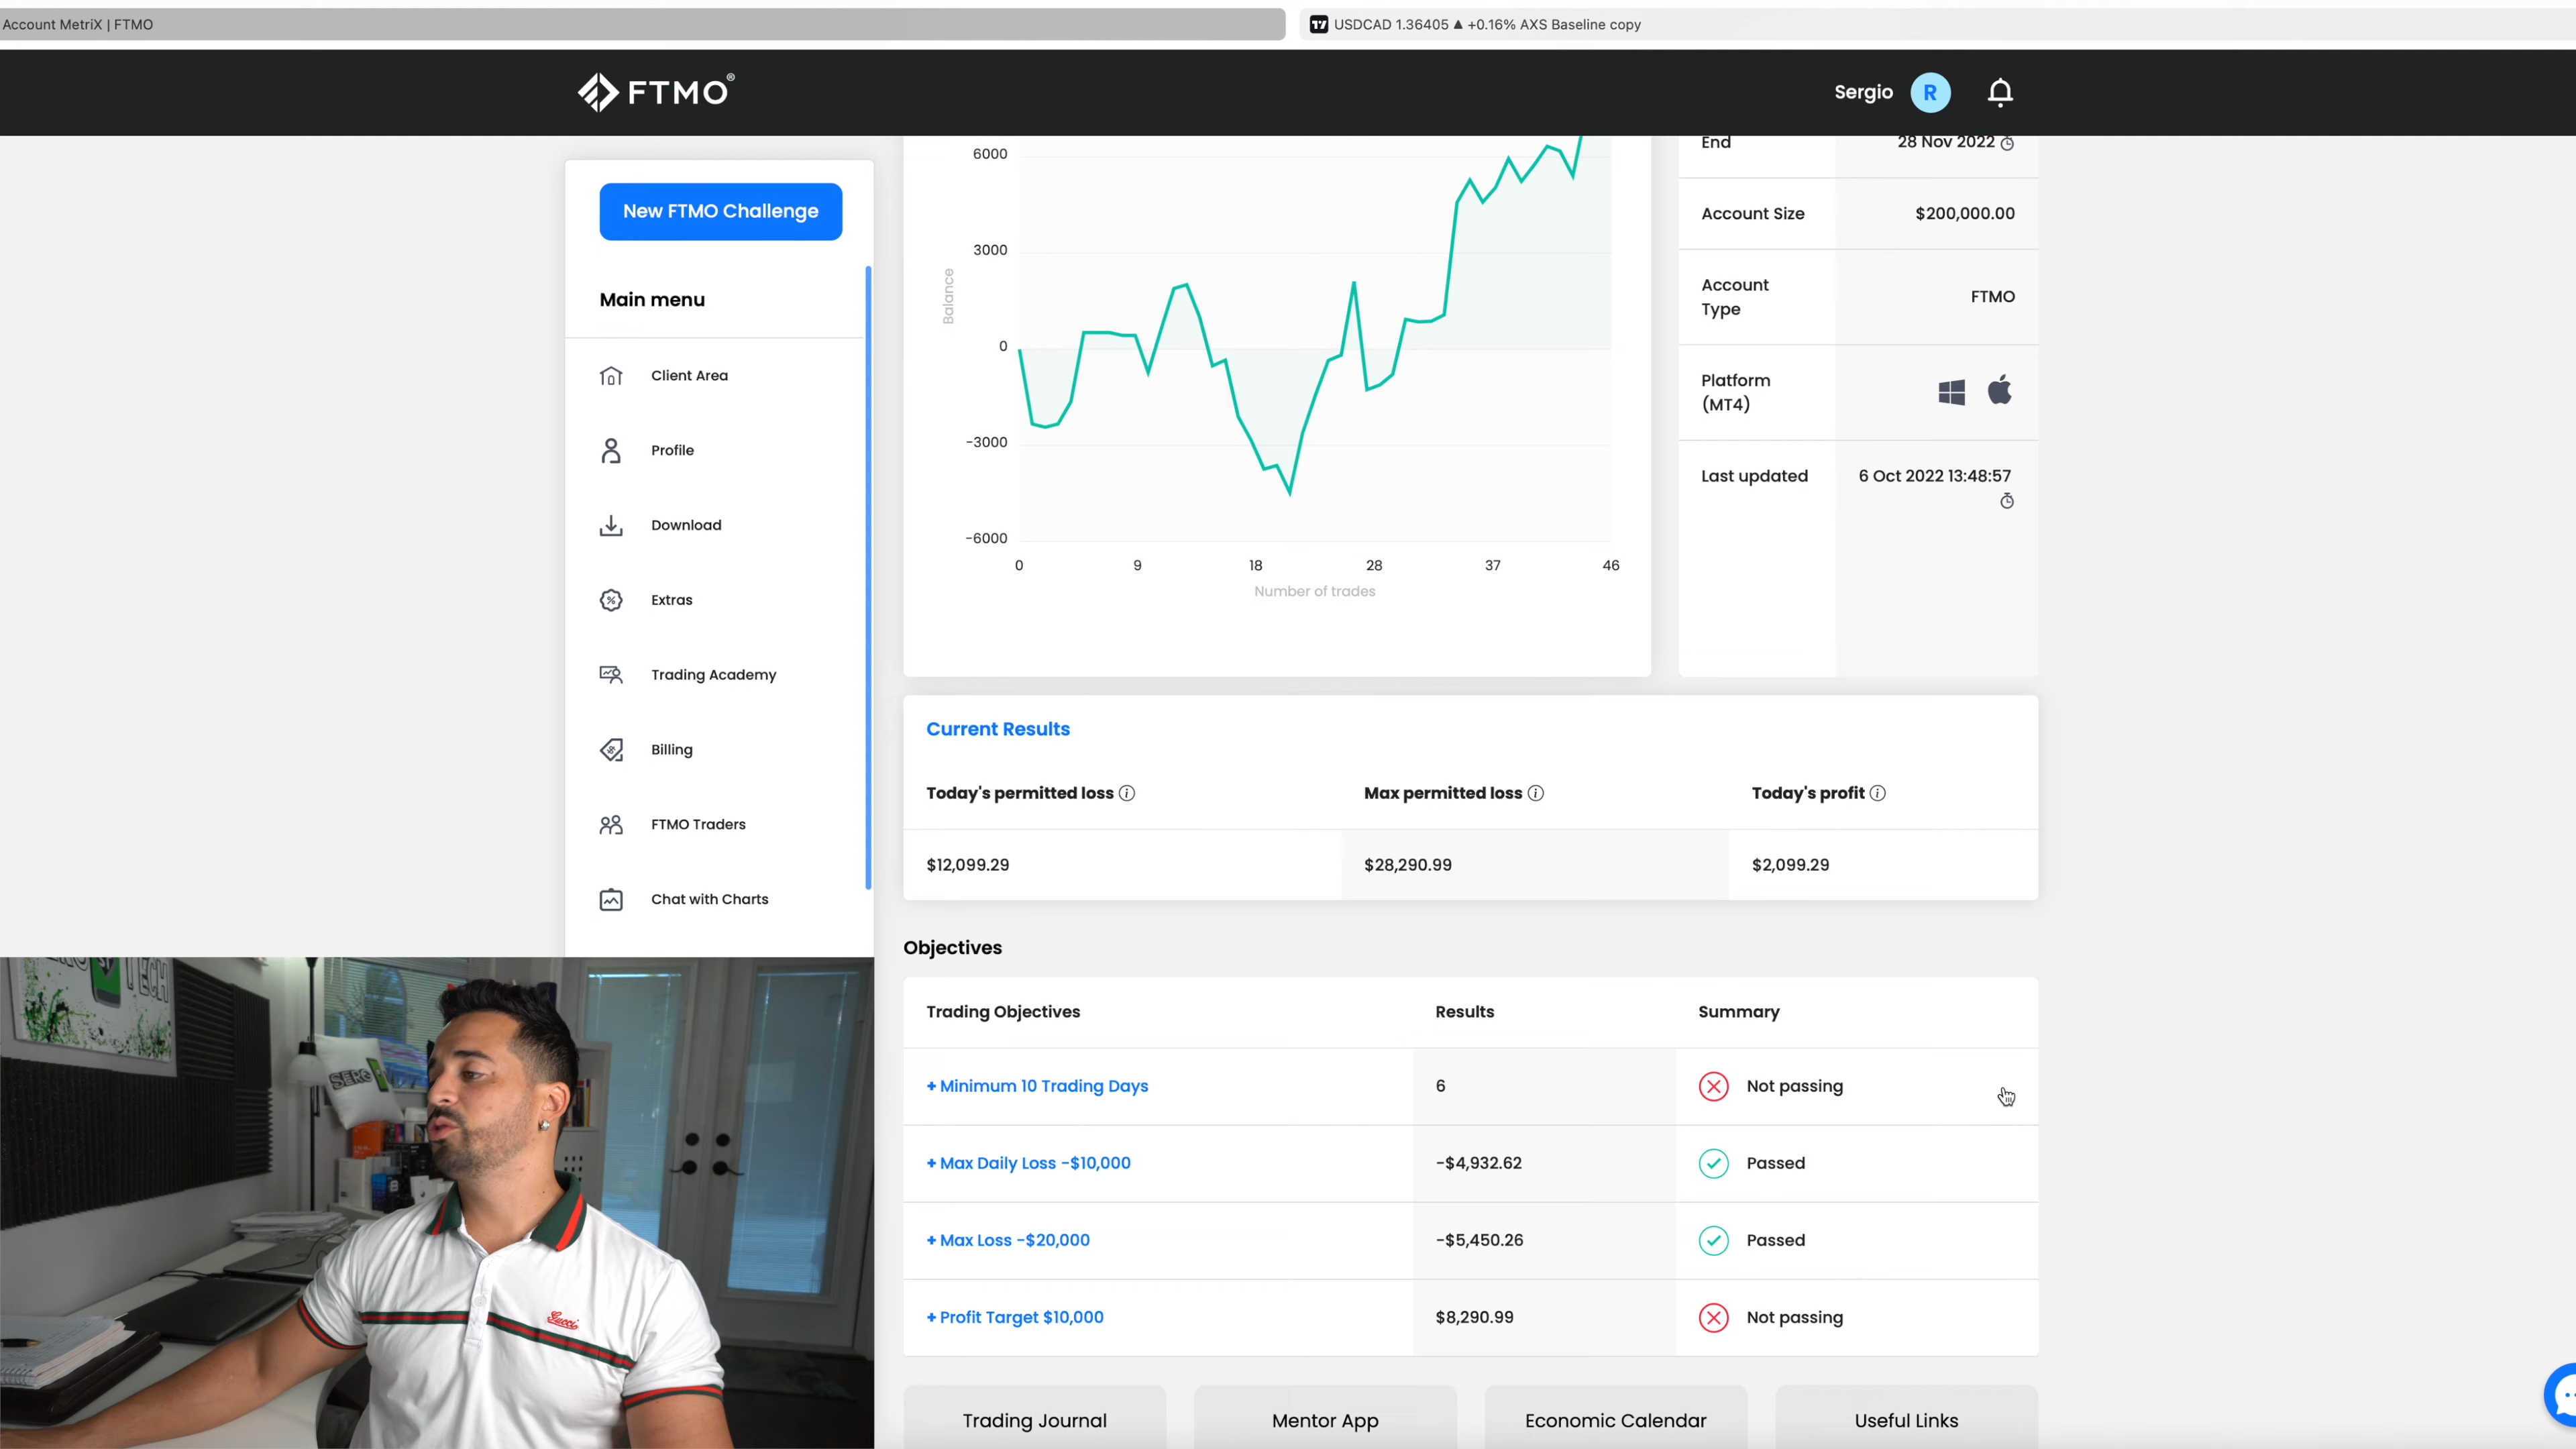 Account MetriX | FTMO
USDCAD 1.36405 ▲ +0.16% AXS Baseline copy
FTMO®
Sergio R
New FTMO Challenge
Main menu
Client Area
Profile
Download
Extras
Trading Academy
Billing
FTMO Traders
Chat with Charts
6000
3000
0
-3000
-6000
Balance
0 9 18 28 37 46
Number of trades
End 28 Nov 2022
Account Size $200,000.00
Account
Type
FTMO
Platform
(MT4)
Last updated 6 Oct 2022 13:48:57
Current Results
Today's permitted loss Max permitted loss Today's profit
$12,099.29 $28,290.99 $2,099.29
Objectives
Trading Objectives Results Summary
+ Minimum 10 Trading Days 6 Not passing
+ Max Daily Loss -$10,000 -$4,932.62 Passed
+ Max Loss -$20,000 -$5,450.26 Passed
+ Profit Target $10,000 $8,290.99 Not passing
Trading Journal Mentor App Economic Calendar Useful Links
TECH
SERG
Gucci